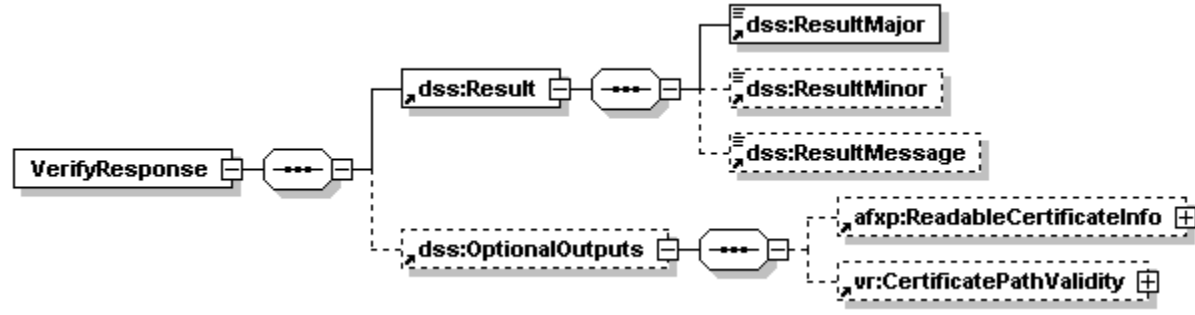 dss:ResultMajor
dss:Result
dss:ResultMinor
dss:ResultMessage
VerifyResponse
afxp:ReadableCertificateInfo
dss:OptionalOutputs
vr:CertificatePathValidity